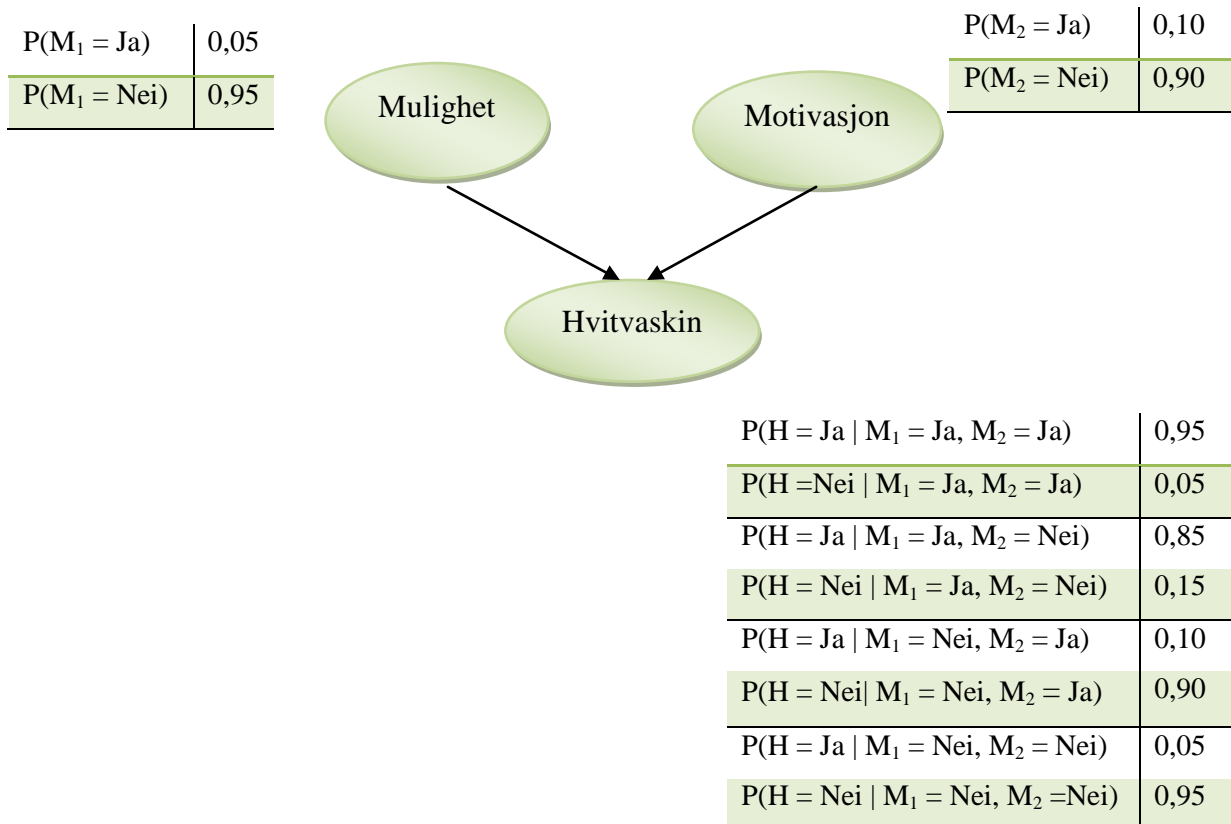 P(M₁ = Ja) 0,05
P(M₁ = Nei) 0,95
P(M₂ = Ja) 0,10
P(M₂ = Nei) 0,90
Mulighet
Motivasjon
Hvitvaskin
P(H = Ja | M₁ = Ja, M₂ = Ja) 0,95
P(H =Nei | M₁ = Ja, M₂ = Ja) 0,05
P(H = Ja | M₁ = Ja, M₂ = Nei) 0,85
P(H = Nei | M₁ = Ja, M₂ = Nei) 0,15
P(H = Ja | M₁ = Nei, M₂ = Ja) 0,10
P(H = Nei| M₁ = Nei, M₂ = Ja) 0,90
P(H = Ja | M₁ = Nei, M₂ = Nei) 0,05
P(H = Nei | M₁ = Nei, M₂ =Nei) 0,95